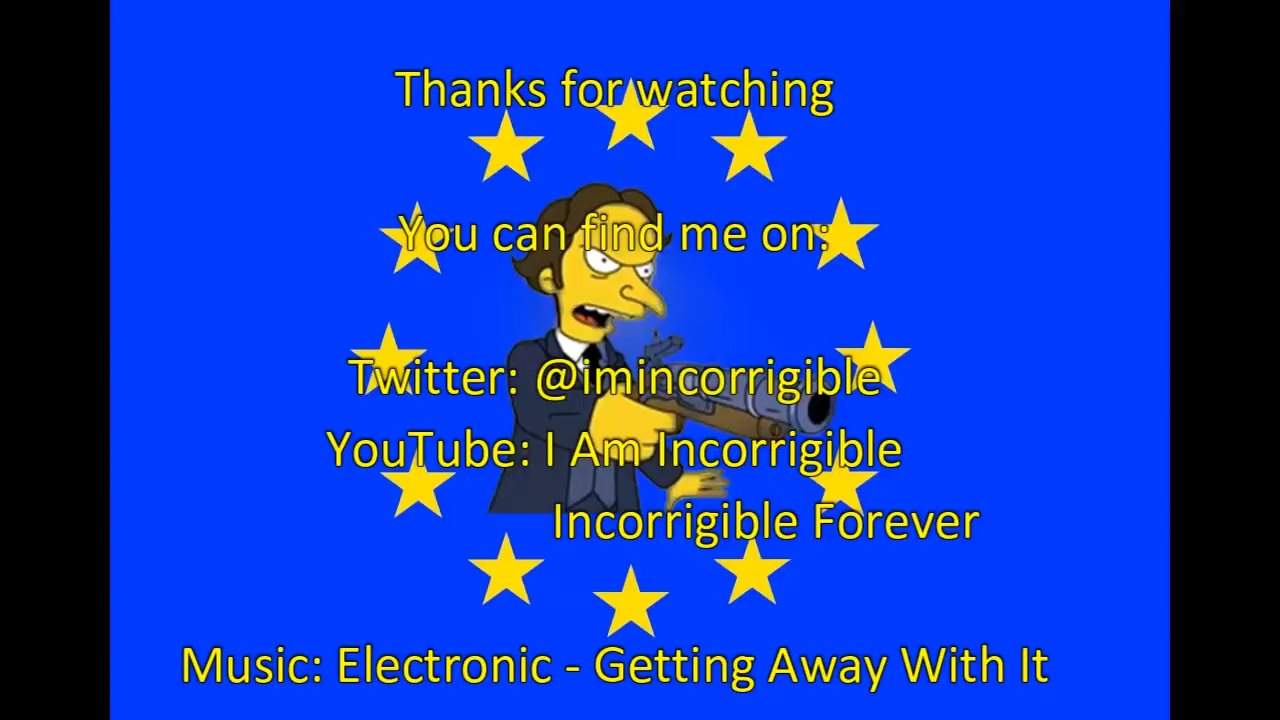 Thanks for watching
You can find me on:
Twitter: @imincorrigible
YouTube: I Am Incorrigible
Incorrigible Forever
Music: Electronic - Getting Away With It